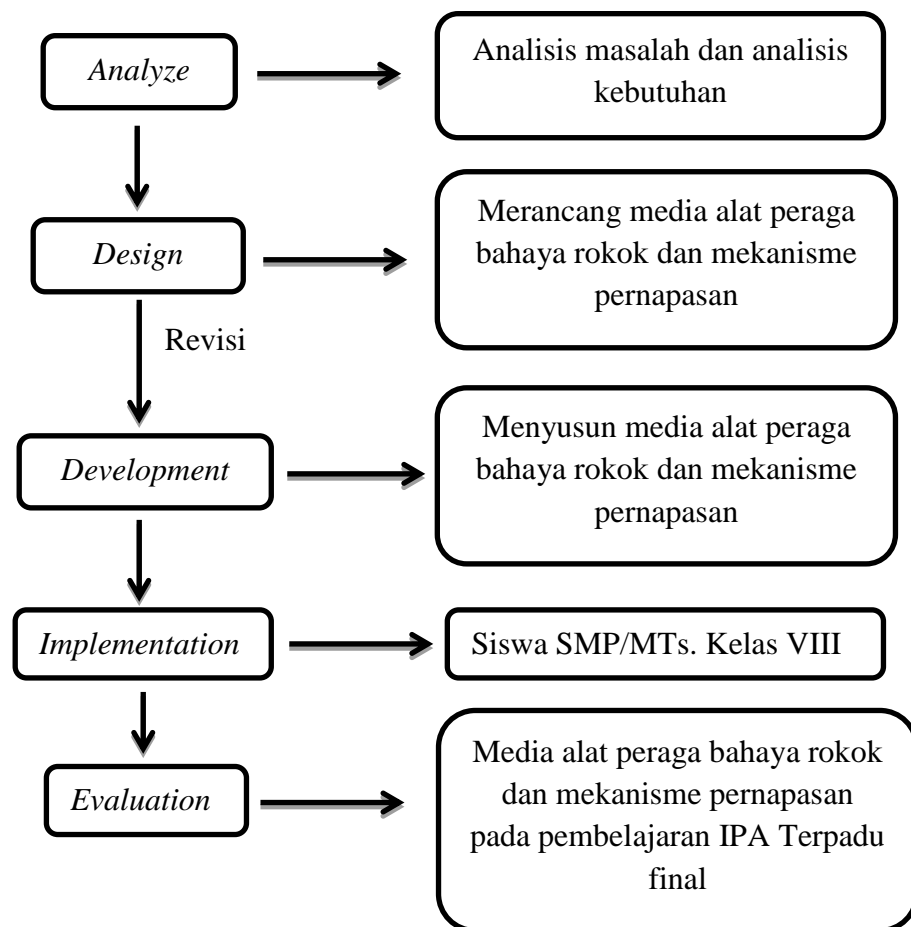 Analyze
Analisis masalah dan analisis
kebutuhan
Design
Merancang media alat peraga
bahaya rokok dan mekanisme
pernapasan
Revisi
Development
Menyusun media alat peraga
bahaya rokok dan mekanisme
pernapasan
Implementation
Siswa SMP/MTs. Kelas VIII
Evaluation
Media alat peraga bahaya rokok
dan mekanisme pernapasan
pada pembelajaran IPA Terpadu
final